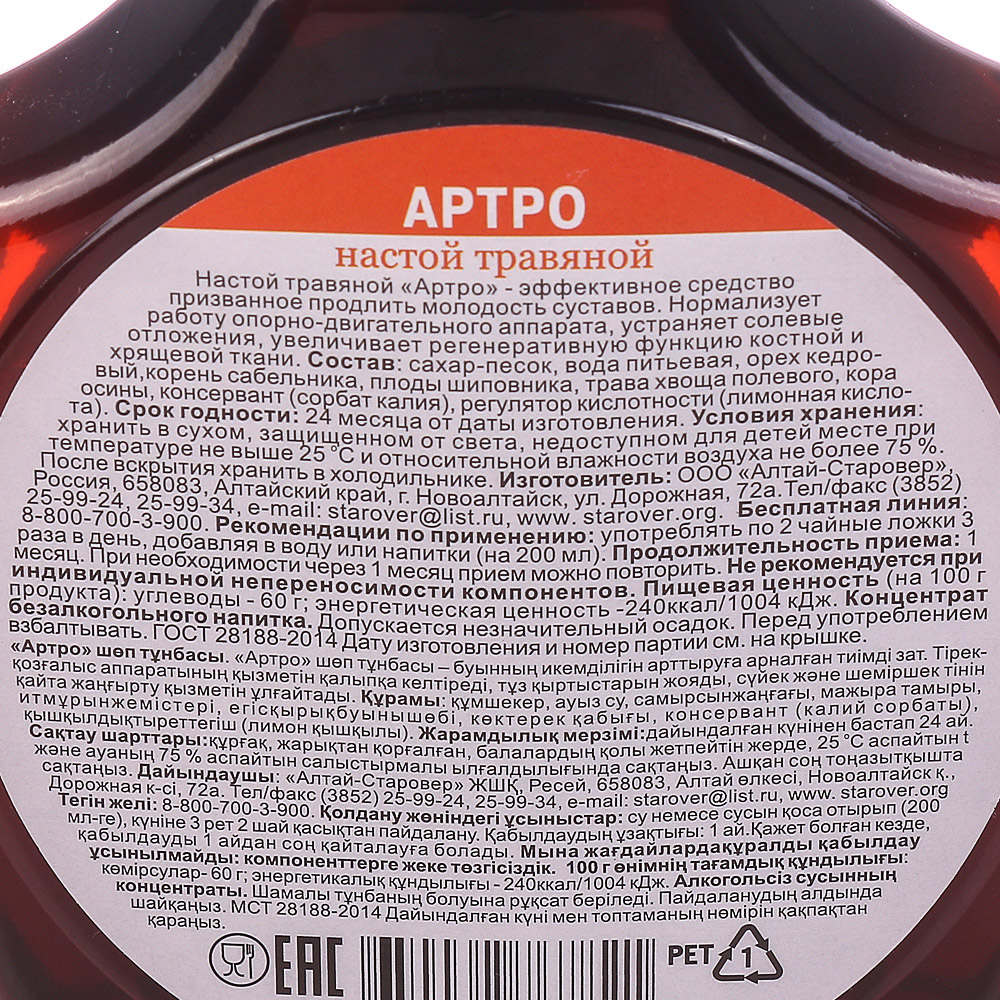 АРТРО
настой травяной
Настой травяной «Артро» - эффективное средство
призванное продлить молодость суставов. Нормализует
работу опорно-двигательного аппарата, устраняет солевые
отложения, увеличивает регенеративную функцию костной и
хрящевой ткани. Состав: сахар-песок, вода питьевая, орех кедро-
вый,корень сабельника, плоды шиповника, трава хвоща полевого, кора
осины, консервант (сорбат калия), регулятор кислотности (лимонная кисло-
та). Срок годности: 24 месяца от даты изготовления. Условия хранения:
хранить в сухом, защищенном от света, недоступном для детей месте при
температуре не выше 25 °С и относительной влажности воздуха не более 75 %.
После вскрытия хранить в холодильнике. Изготовитель: ООО «Алтай-Старовер»,
Россия, 658083, Алтайский край, г. Новоалтайск, ул. Дорожная, 72а.Тел/факс (3852)
25-99-24, 25-99-34, e-mail: starover@list.ru, www. starover.org. Бесплатная линия:
8-800-700-3-900. Рекомендации по применению: употреблять по 2 чайные ложки 3
раза в день, добавляя в воду или напитки (на 200 мл). Продолжительность приема: 1
месяц. При необходимости через 1 месяц прием можно повторить. Не рекомендуется при
индивидуальной непереносимости компонентов. Пищевая ценность (на 100 г
продукта): углеводы - 60 г; энергетическая ценность -240ккал/1004 кДж. Концентрат
безалкогольного напитка. Допускается незначительный осадок. Перед употреблением
взбалтывать. ГОСТ 28188-2014 Дату изготовления и номер партии см. на крышке.
«Артро» шөп тұнбасы. «Артро» шөп тұнбасы – буынның икемділігін арттыруға арналған тиімді зат. Тірек-
қозғалыс аппаратының қызметін қалыпқа келтіреді, тұз қыртыстарын жояды, сүйек және шеміршек тінін
қайта жаңғырту қызметін ұлғайтады. Құрамы: құмшекер, ауыз су, самырсынжаңғағы, мажыра тамыры,
итмұрынжемістері, егісқырықбуынышөбі, көктерек қабығы, консервант (калий сорбаты),
қышқылдықтыреттегіш (лимон қышқылы). Жарамдылық мерзімі:дайындалған күнінен бастап 24 ай.
Сақтау шарттары:құрғақ, жарықтан қорғалған, балалардың қолы жетпейтін жерде, 25 °С аспайтын t
және ауаның 75 % аспайтын салыстырмалы ылғалдылығында сақтаңыз. Ашқан соң тоңазытқышта
сақтаңыз. Дайындаушы: «Алтай-Старовер» ЖШҚ, Ресей, 658083, Алтай өлкесі, Новоалтайск қ.,
Дорожная к-сі, 72а. Тел/факс (3852) 25-99-24, 25-99-34, e-mail: starover@list.ru, www. starover.org
Тегін желі: 8-800-700-3-900. Қолдану жөніндегі ұсыныстар: су немесе сусын қоса отырып (200
мл-ге), күніне 3 рет 2 шай қасықтан пайдалану. Қабылдаудың ұзақтығы: 1 ай.Қажет болған кезде,
қабылдауды 1 айдан соң қайталауға болады. Мына жағдайлардақұралды қабылдау
ұсынылмайды: компоненттерге жеке төзгісіздік. 100 г өнімнің тағамдық құндылығы:
көмірсулар- 60 г; энергетикалық құндылығы - 240ккал/1004 кДж. Алкогольсіз сусынның
концентраты. Шамалы тұнбаның болуына рұқсат беріледі. Пайдаланудың алдында
шайқаңыз. МСТ 28188-2014 Дайындалған күні мен топтаманың нөмірін қақпақтан
қараңыз.
EAC
PET 1